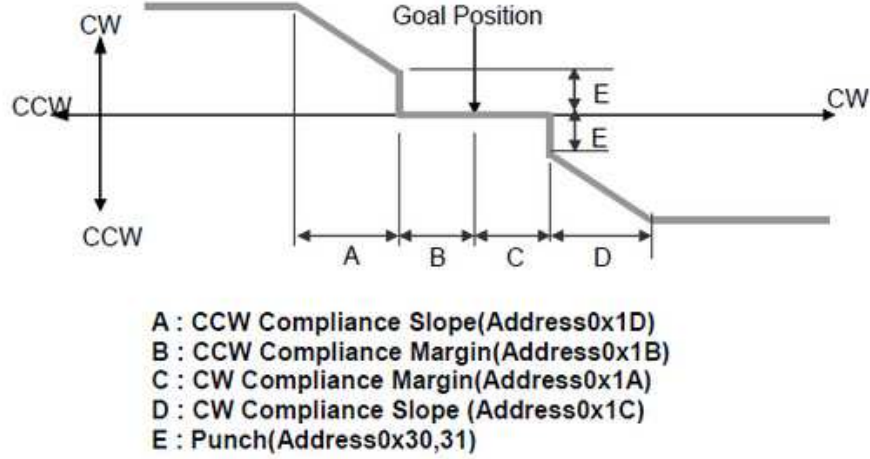 Goal Position
CW
E
CCW
CW
E
CCW
A
B
C
D
A : CCW Compliance Slope(Address0x1D)
B : CCW Compliance Margin(Address0x1B)
C : CW Compliance Margin(Address0x1A)
D : CW Compliance Slope (Address0x1C)
E : Punch(Address0x30,31)